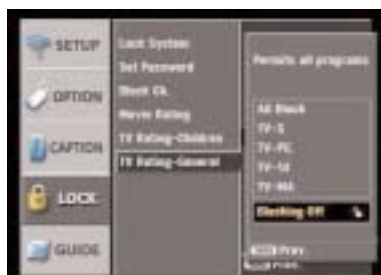 SETUP
OPTION
CAPTION
LOCK
GUIDE
Lock System
Set Password
Block Ch.
Movie Rating
TV Rating-Children
TV Rating-General
Permits all programs
All Block
TV-G
TV-PG
TV-14
TV-MA
Blocking Off
Prev.